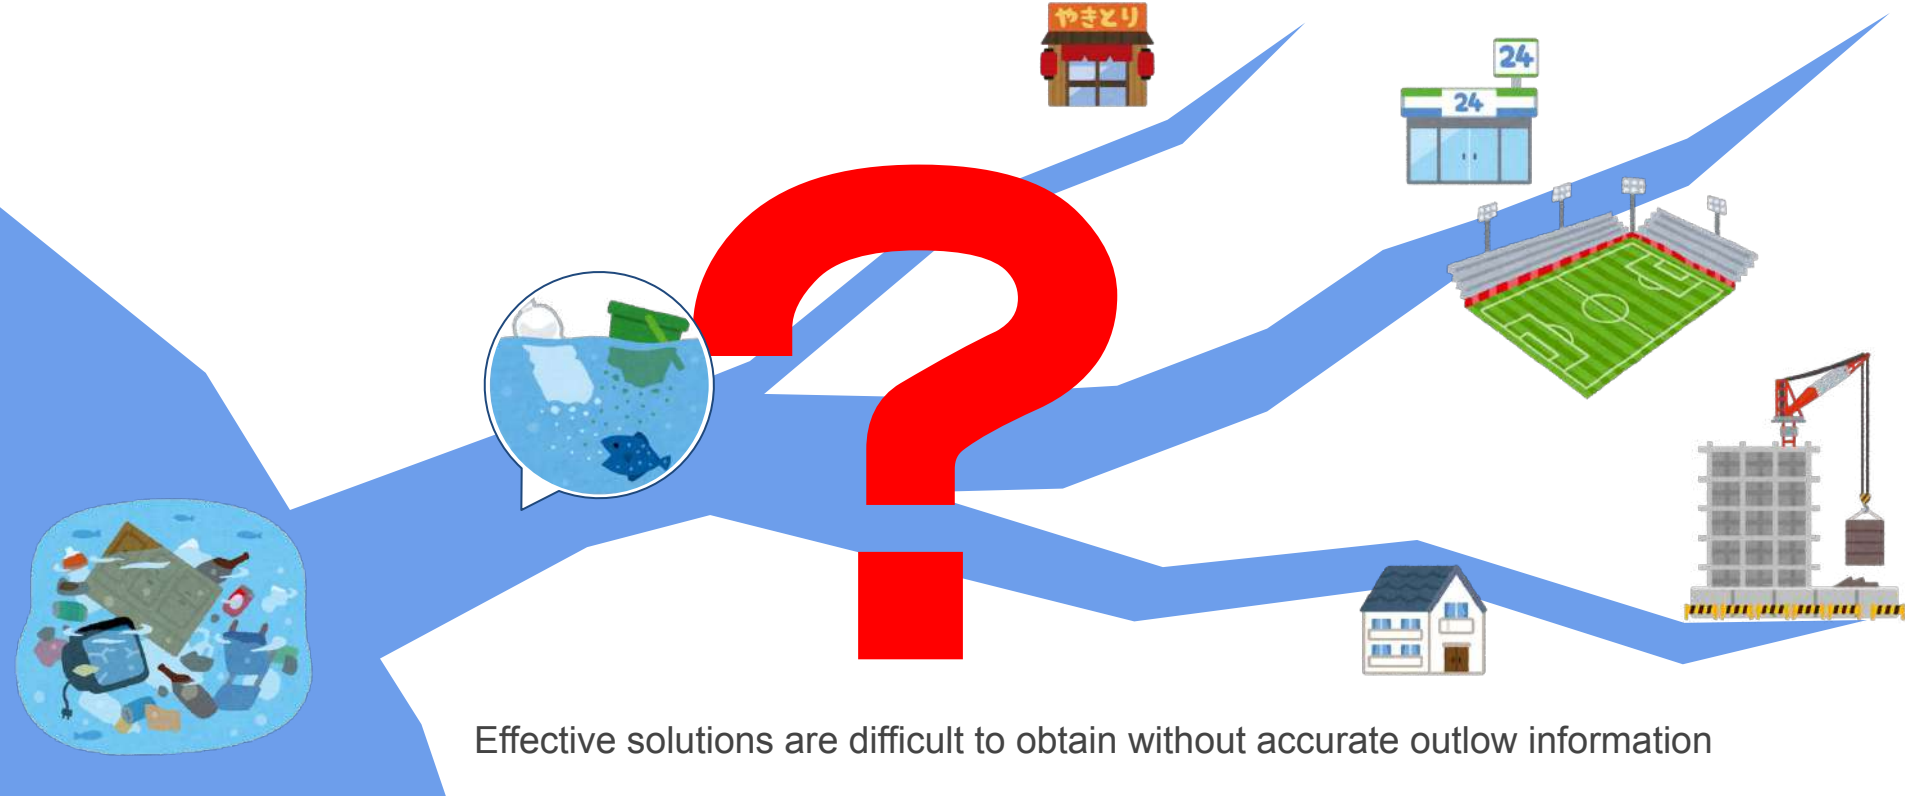 やきとり
24
24
Effective solutions are difficult to obtain without accurate outlow information